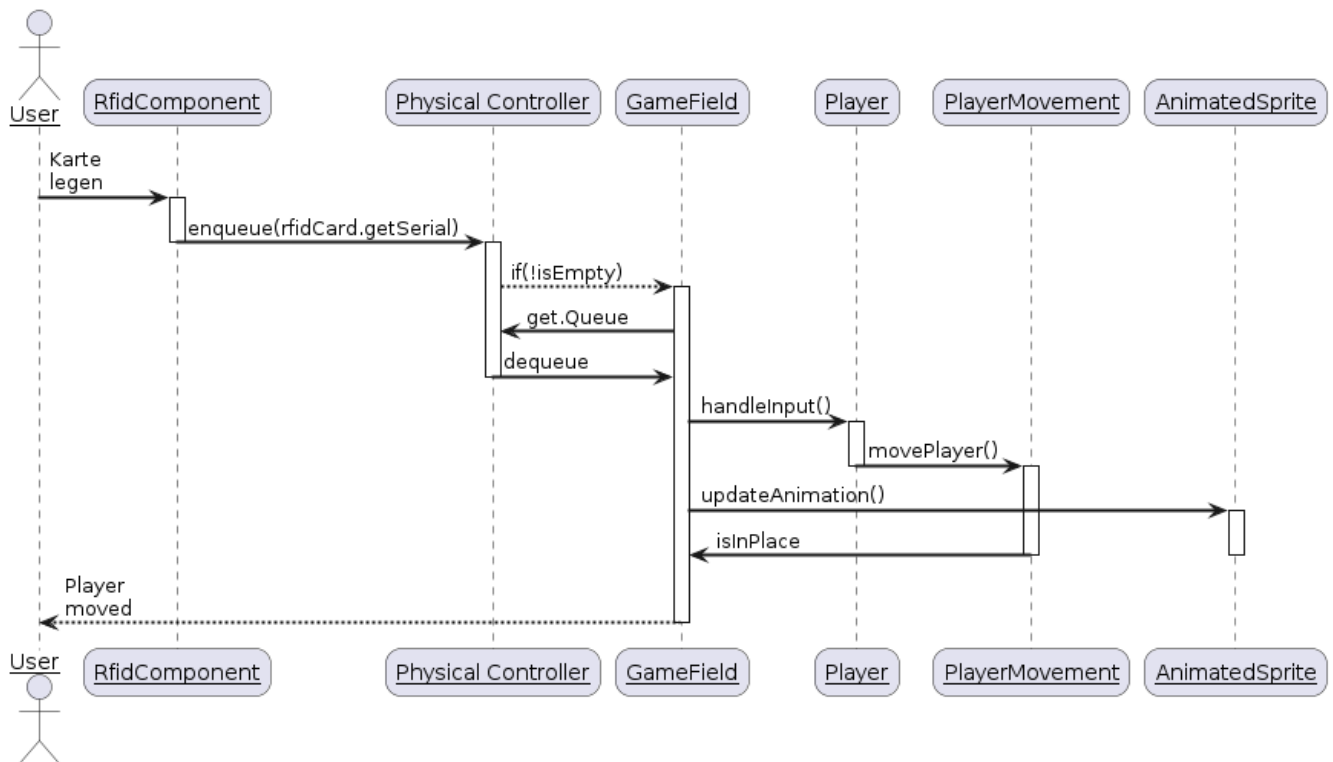 User
RfidComponent
Physical Controller
GameField
Player
PlayerMovement
AnimatedSprite
Karte
legen
enqueue(rfidCard.getSerial)
if(!isEmpty)
get.Queue
dequeue
handleInput()
movePlayer()
updateAnimation()
isInPlace
Player
moved
User
RfidComponent
Physical Controller
GameField
Player
PlayerMovement
AnimatedSprite